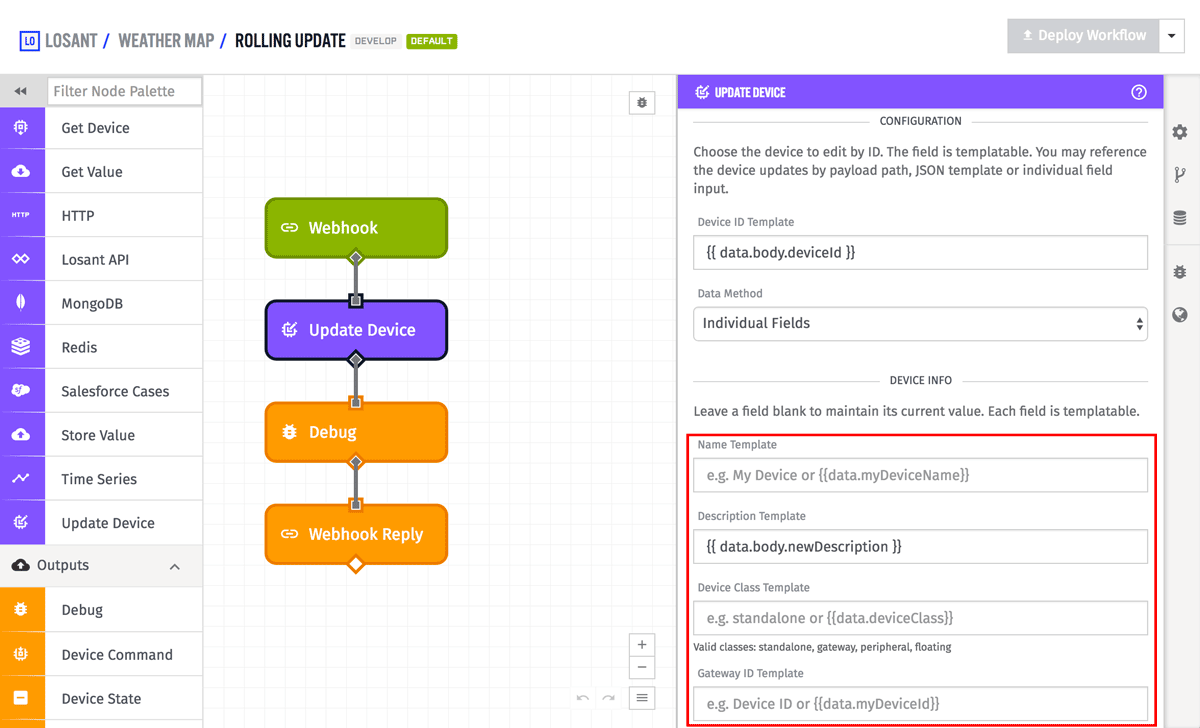 LO LOSANT / WEATHER MAP / ROLLING UPDATE DEVELOP DEFAULT
Deploy Workflow
Filter Node Palette
Get Device
Get Value
HTTP HTTP
Losant API
MongoDB
Redis
sf Salesforce Cases
Store Value
Time Series
Update Device
Outputs
Debug
Device Command
Device State
Webhook
Update Device
Debug
Webhook Reply
UPDATE DEVICE
CONFIGURATION
Choose the device to edit by ID. The field is templatable. You may reference
the device updates by payload path, JSON template or individual field
input.
Device ID Template
{{ data.body.deviceId }}
Data Method
Individual Fields
DEVICE INFO
Leave a field blank to maintain its current value. Each field is templatable.
Name Template
e.g. My Device or {{data.myDeviceName}}
Description Template
{{ data.body.newDescription }}
Device Class Template
e.g. standalone or {{data.deviceClass}}
Valid classes: standalone, gateway, peripheral, floating
Gateway ID Template
e.g. Device ID or {{data.myDeviceId}}